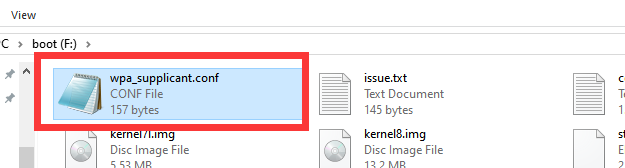 View
PC
boot (F:)
wpa_supplicant.conf
CONF File
157 bytes
issue.txt
Text Document
145 bytes
kernel7l.img
Disc Image File
5.53 MB
kernel8.img
Disc Image File
13.2 MB